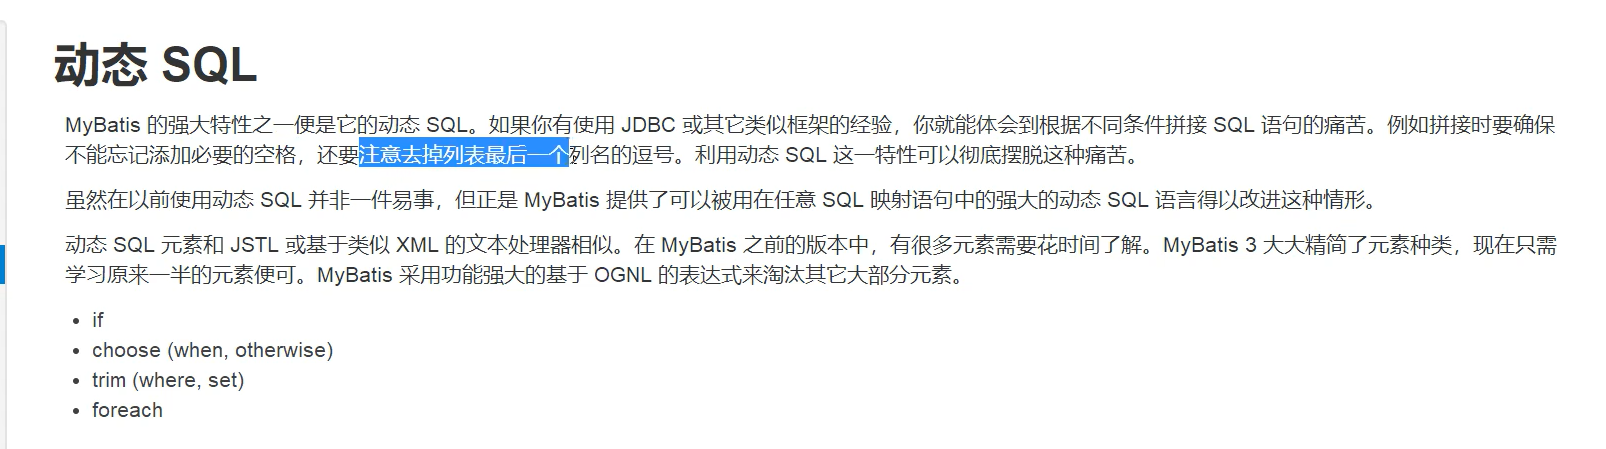 动态 SQL
MyBatis 的强大特性之一便是它的动态 SQL。如果你有使用 JDBC 或其它类似框架的经验，你就能体会到根据不同条件拼接 SQL 语句的痛苦。例如拼接时要确保
不能忘记添加必要的空格，还要注意去掉列表最后一个列名的逗号。利用动态 SQL 这一特性可以彻底摆脱这种痛苦。
虽然在以前使用动态 SQL 并非一件易事，但正是 MyBatis 提供了可以被用在任意 SQL 映射语句中的强大的动态 SQL 语言得以改进这种情形。
动态 SQL 元素和 JSTL 或基于类似 XML 的文本处理器相似。在 MyBatis 之前的版本中，有很多元素需要花时间了解。MyBatis 3 大大精简了元素种类，现在只需
学习原来一半的元素便可。MyBatis 采用功能强大的基于 OGNL 的表达式来淘汰其它大部分元素。
• if
• choose (when, otherwise)
• trim (where, set)
• foreach